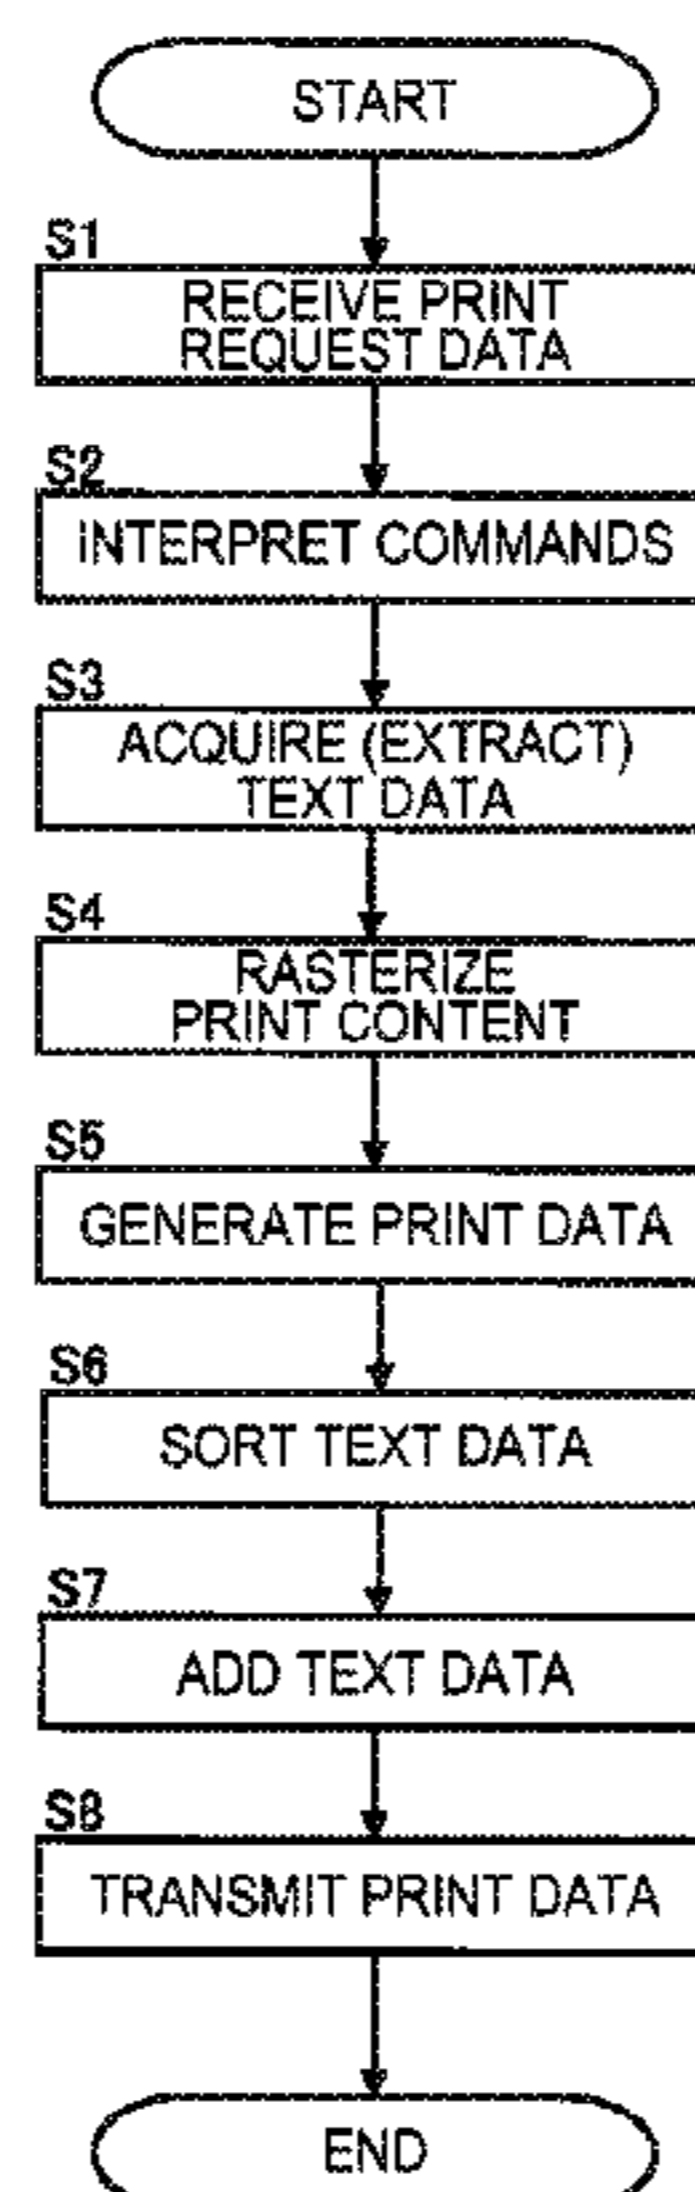 START
S1
RECEIVE PRINT
REQUEST DATA
S2
INTERPRET COMMANDS
S3
ACQUIRE (EXTRACT)
TEXT DATA
S4
RASTERIZE
PRINT CONTENT
S5
GENERATE PRINT DATA
S6
SORT TEXT DATA
S7
ADD TEXT DATA
S8
TRANSMIT PRINT DATA
END